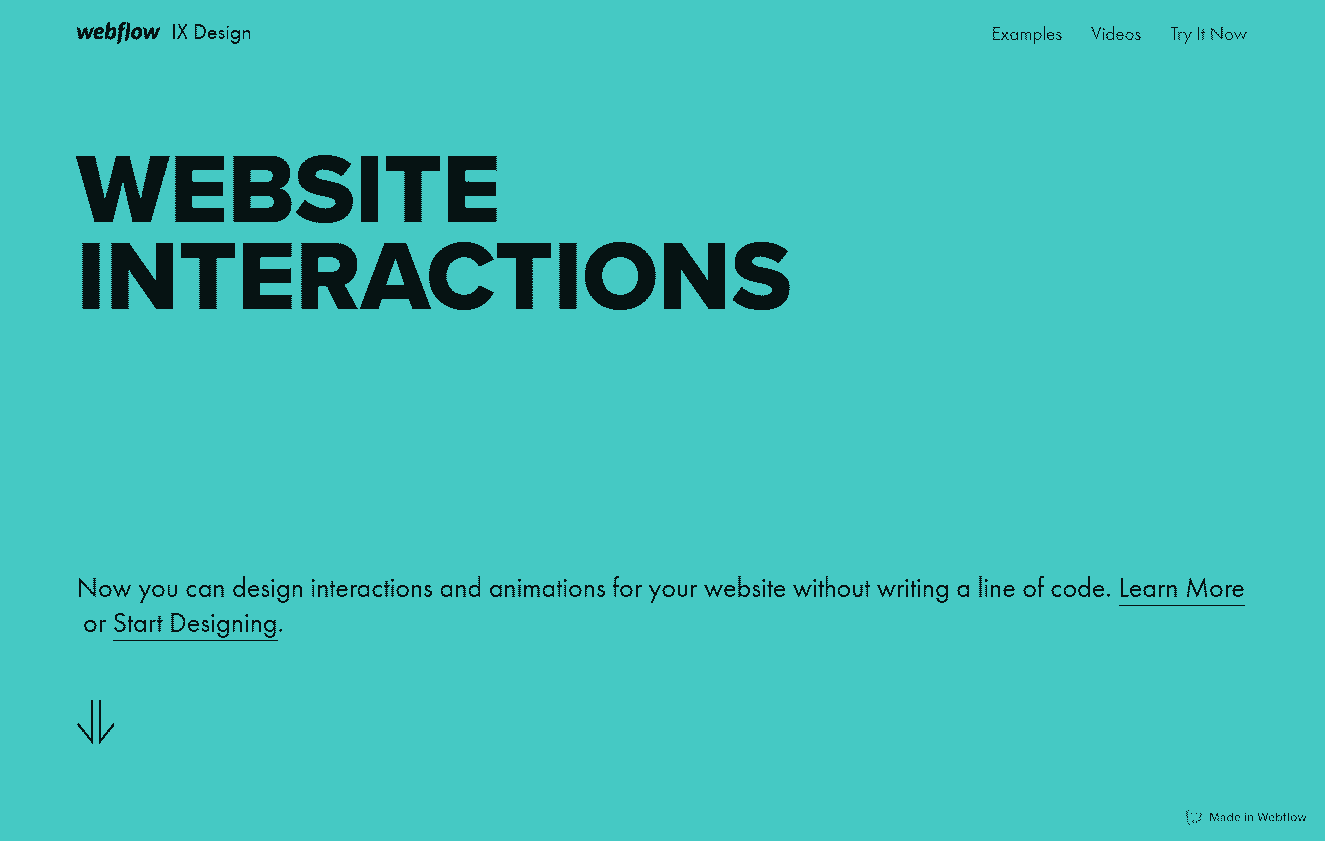 webflow IX Design
Examples Videos Try It Now
WEBSITE
INTERACTIONS
Now you can design interactions and animations for your website without writing a line of code. Learn More
or Start Designing.
Made in Webflow